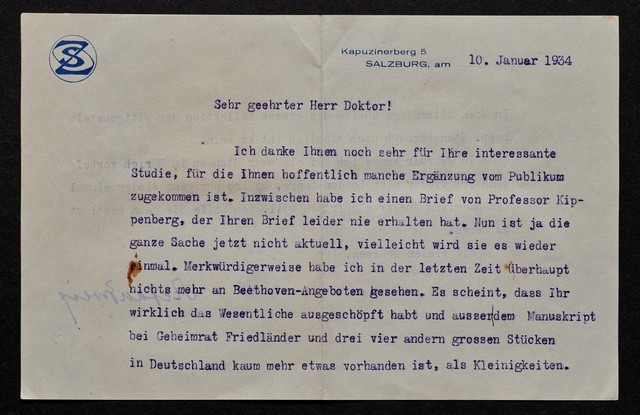 SZ
Kapuzinerberg 5
SALZBURG, am 10. Januar 1934
Sehr geehrter Herr Doktor!
Ich danke Ihnen noch sehr für Ihre interessante
Studie, für die Ihnen hoffentlich manche Ergänzung vom Publikum
zugekommen ist. Inzwischen habe ich einen Brief von Professor Kip-
penberg, der Ihren Brief leider nie erhalten hat. Nun ist ja die
ganze Sache jetzt nicht aktuell, vielleicht wird sie es wieder
einmal. Merkwürdigerweise habe ich in der letzten Zeit überhaupt
nichts mehr an Beethoven-Angeboten gesehen. Es scheint, dass Ihr
wirklich das Wesentliche ausgeschöpft habt und ausserdem Manuskript
bei Geheimrat Friedländer und drei vier andern grossen Stücken
in Deutschland kaum mehr etwas vorhanden ist, als Kleinigkeiten.